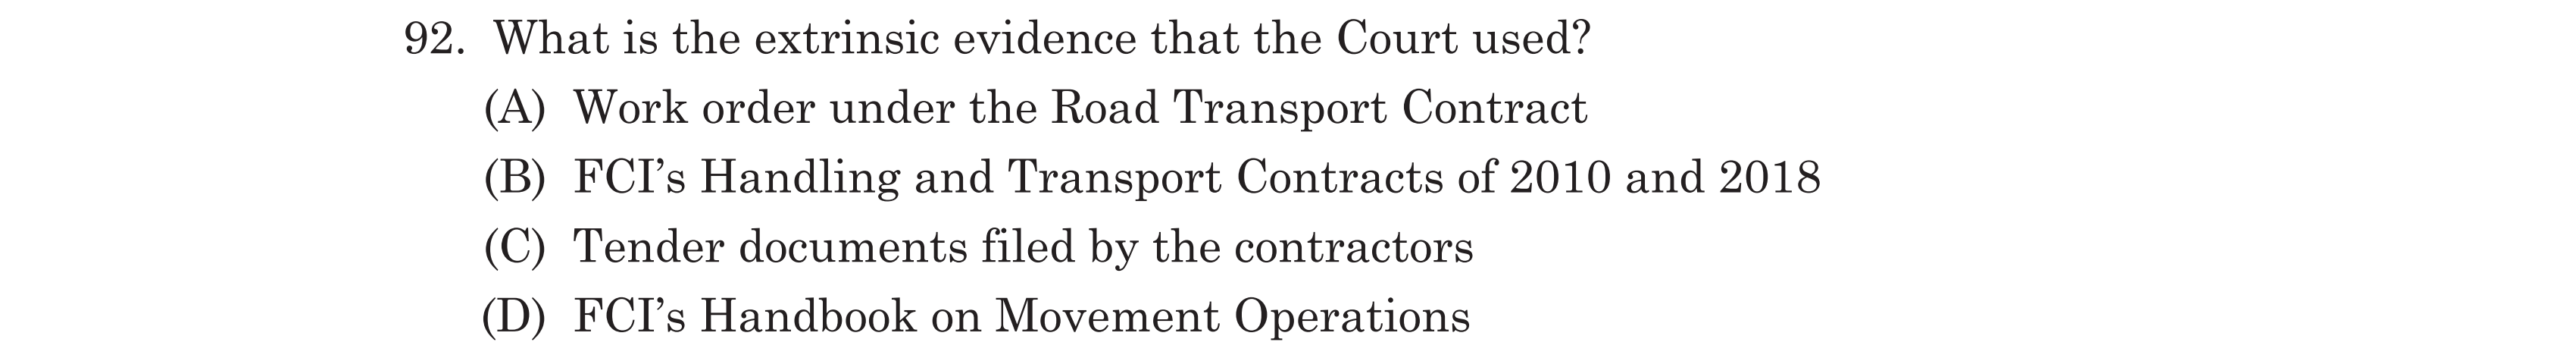 92. What is the extrinsic evidence that the Court used?
(A) Work order under the Road Transport Contract
(B) FCI’s Handling and Transport Contracts of 2010 and 2018
(C) Tender documents filed by the contractors
(D) FCI’s Handbook on Movement Operations